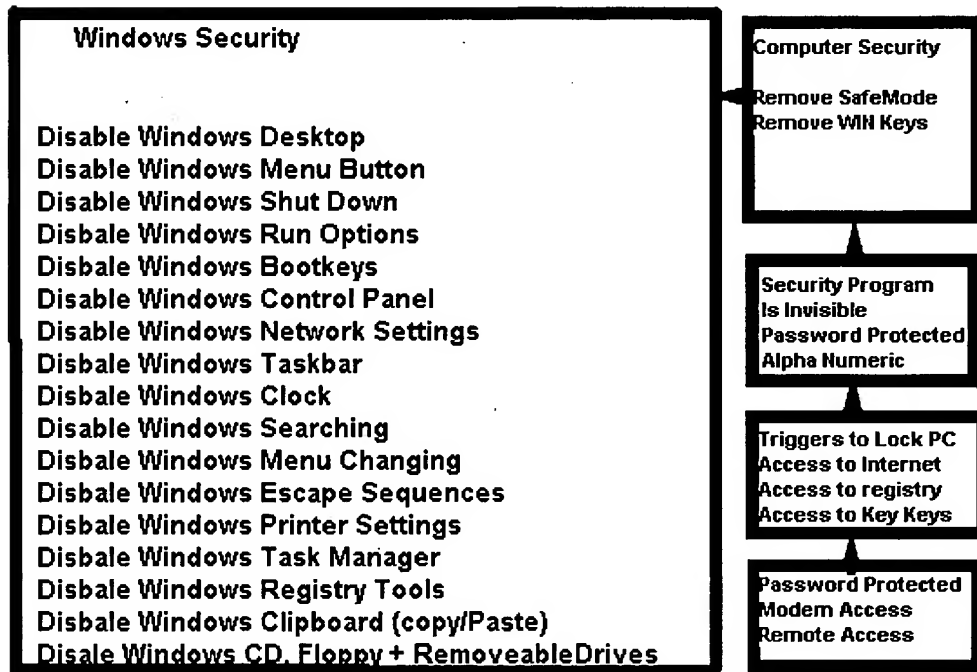 Windows Security
Disable Windows Desktop
Disable Windows Menu Button
Disable Windows Shut Down
Disbale Windows Run Options
Disbale Windows Bootkeys
Disable Windows Control Panel
Disable Windows Network Settings
Disbale Windows Taskbar
Disbale Windows Clock
Disable Windows Searching
Disbale Windows Menu Changing
Disbale Windows Escape Sequences
Disbale Windows Printer Settings
Disbale Windows Task Manager
Disbale Windows Registry Tools
Disbale Windows Clipboard (copy/Paste)
Disale Windows CD, Floppy + RemoveableDrives
Computer Security
Remove SafeMode
Remove WIN Keys
Security Program
Is Invisible
Password Protected
Alpha Numeric
Triggers to Lock PC
Access to Internet
Access to registry
Access to Key Keys
Password Protected
Modem Access
Remote Access